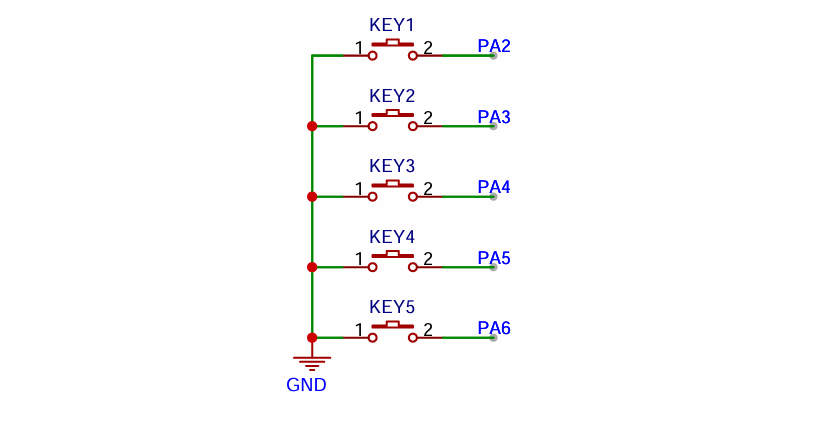 KEY1
1 2 PA2
KEY2
1 2 PA3
KEY3
1 2 PA4
KEY4
1 2 PA5
KEY5
1 2 PA6
GND